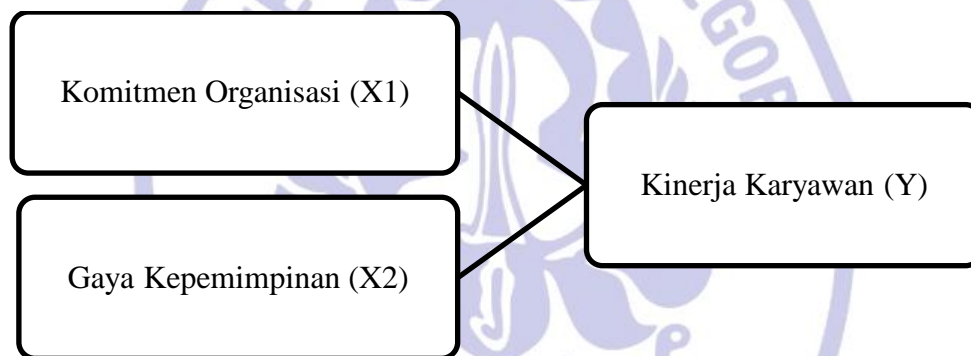 Komitmen Organisasi (X1)
Kinerja Karyawan (Y)
Gaya Kepemimpinan (X2)